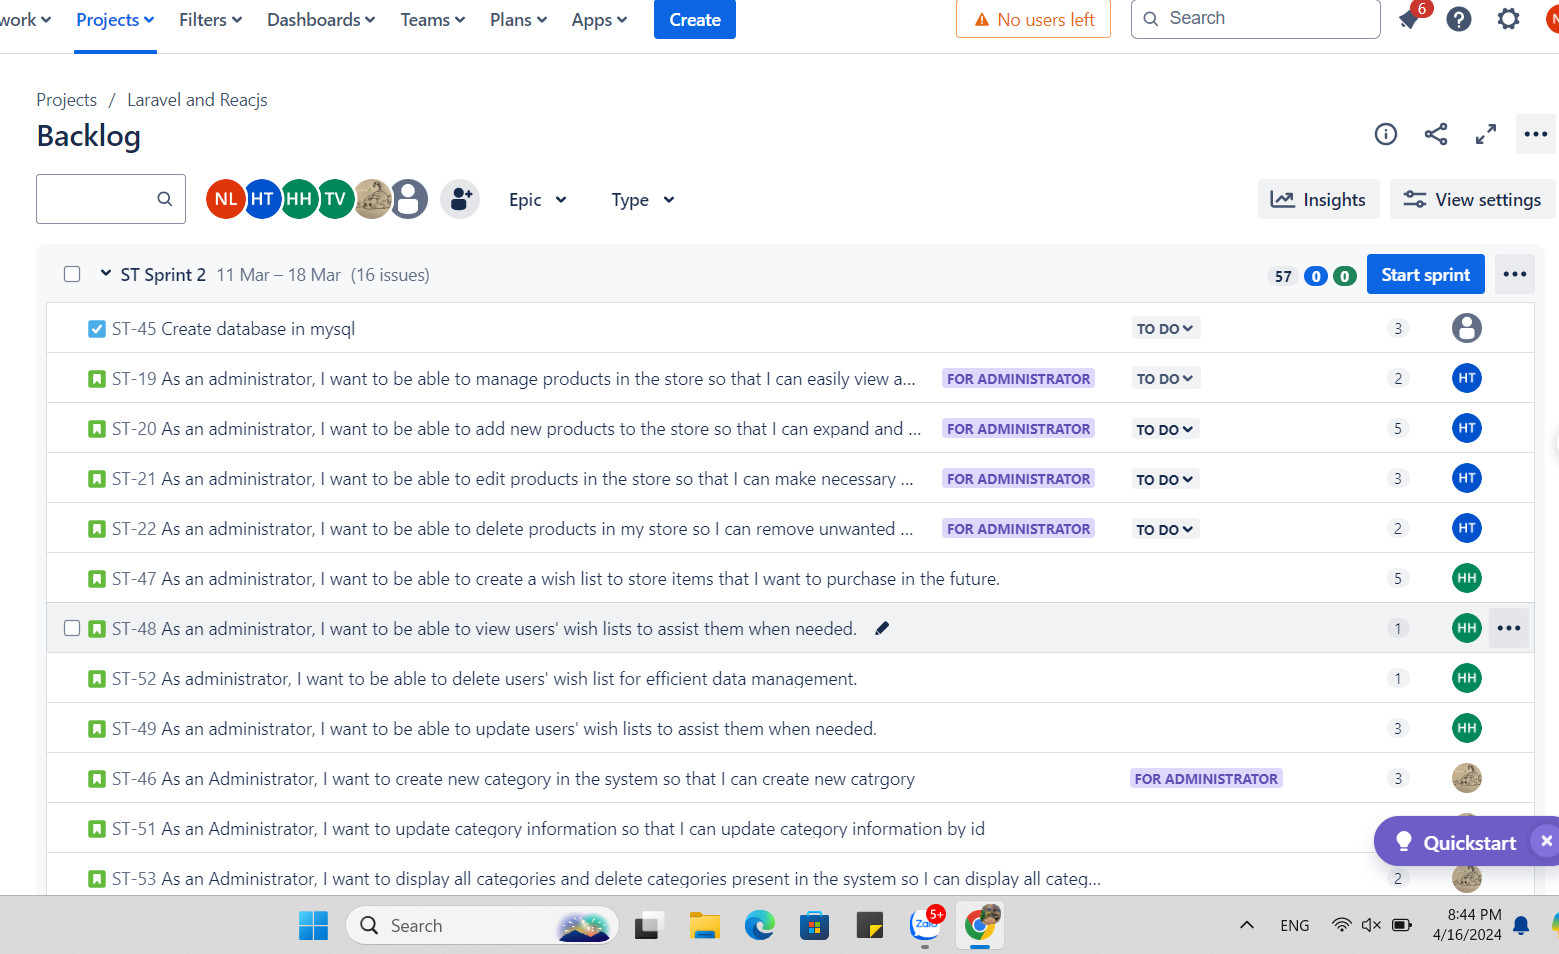 work Projects Filters Dashboards Teams Plans Apps Create No users left Search 6 N
Projects / Laravel and Reacjs
Backlog
NL HT HH TV Epic Type Insights View settings
ST Sprint 2 11 Mar – 18 Mar (16 issues) 57 0 0 Start sprint
ST-45 Create database in mysql TO DO 3
ST-19 As an administrator, I want to be able to manage products in the store so that I can easily view a... FOR ADMINISTRATOR TO DO 2 HT
ST-20 As an administrator, I want to be able to add new products to the store so that I can expand and ... FOR ADMINISTRATOR TO DO 5 HT
ST-21 As an administrator, I want to be able to edit products in the store so that I can make necessary ... FOR ADMINISTRATOR TO DO 3 HT
ST-22 As an administrator, I want to be able to delete products in my store so I can remove unwanted ... FOR ADMINISTRATOR TO DO 2 HT
ST-47 As an administrator, I want to be able to create a wish list to store items that I want to purchase in the future. 5 HH
ST-48 As an administrator, I want to be able to view users' wish lists to assist them when needed. 1 HH
ST-52 As administrator, I want to be able to delete users' wish list for efficient data management. 1 HH
ST-49 As an administrator, I want to be able to update users' wish lists to assist them when needed. 3 HH
ST-46 As an Administrator, I want to create new category in the system so that I can create new catrgory FOR ADMINISTRATOR 3
ST-51 As an Administrator, I want to update category information so that I can update category information by id
Quickstart
ST-53 As an Administrator, I want to display all categories and delete categories present in the system so I can display all categ... 2
Search Zalo 5+ ENG 8:44 PM
4/16/2024